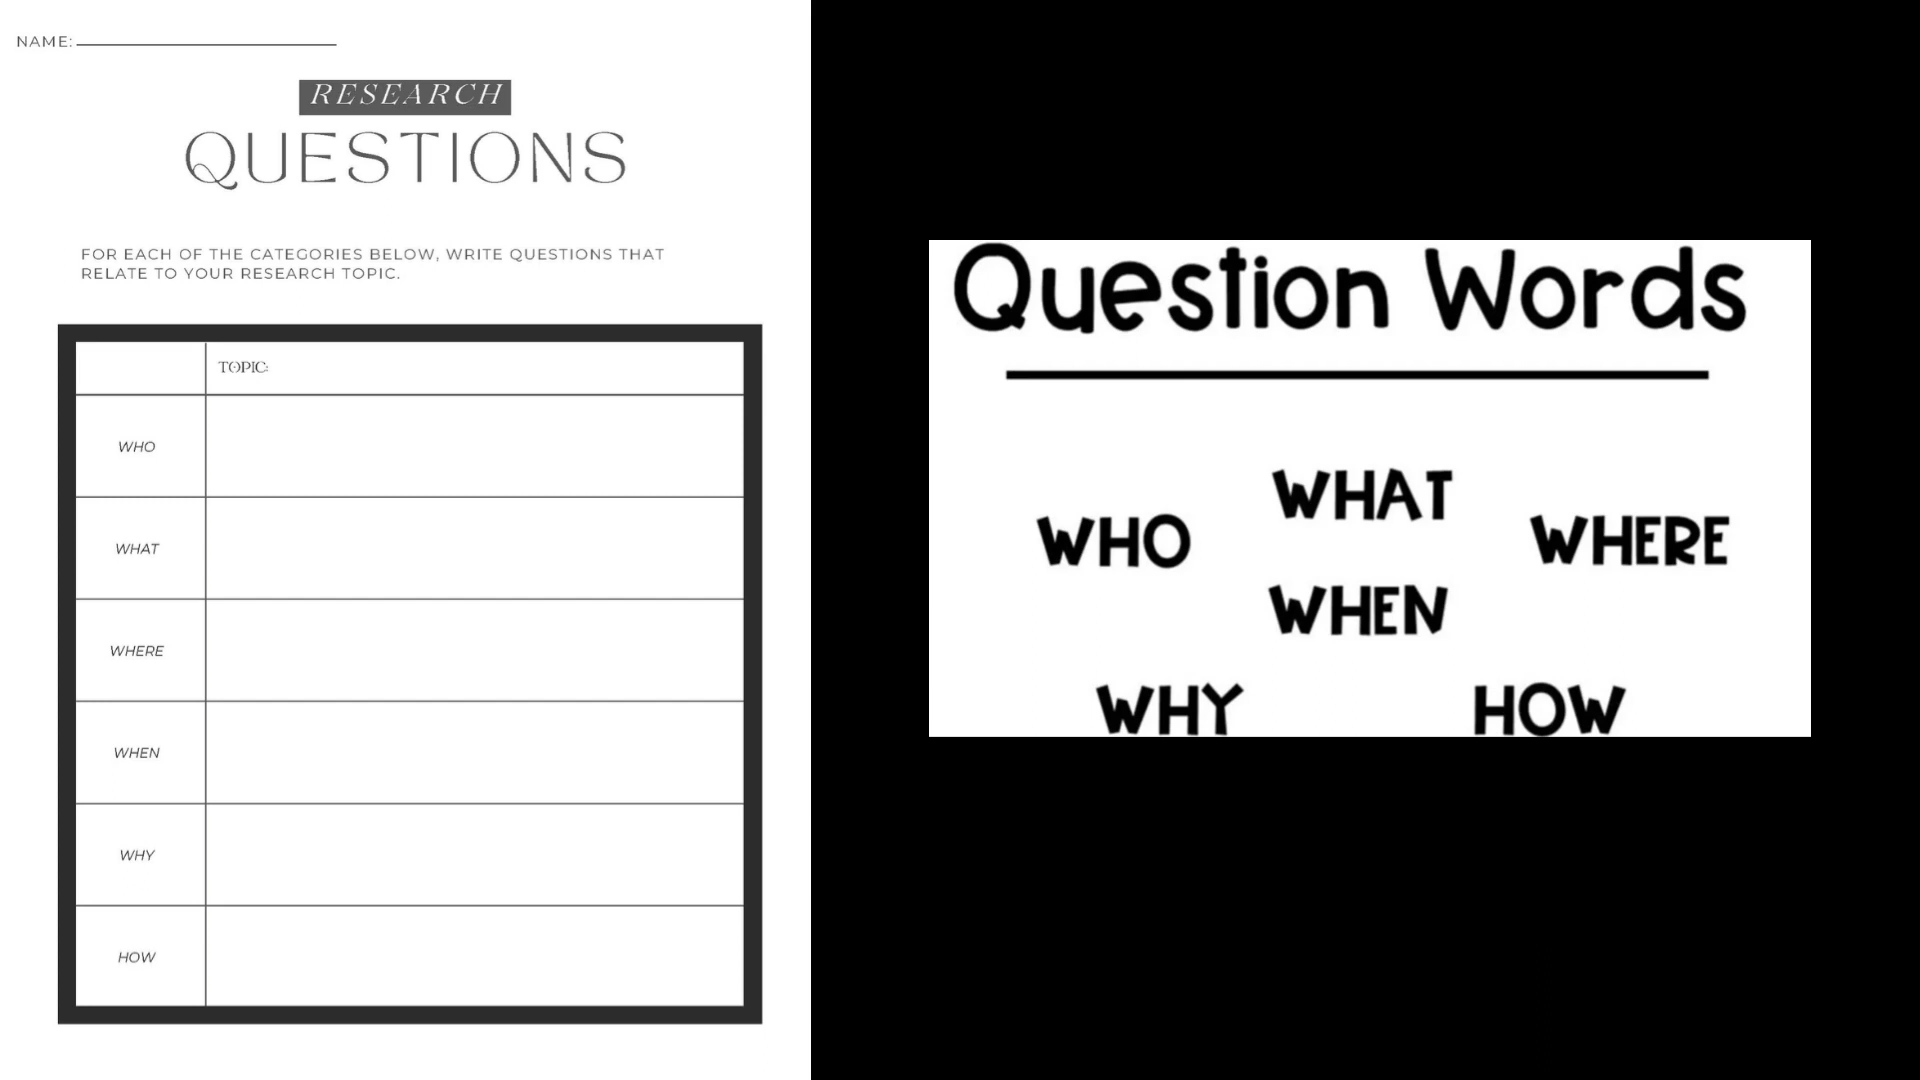 NAME:
RESEARCH
QUESTIONS
FOR EACH OF THE CATEGORIES BELOW, WRITE QUESTIONS THAT
RELATE TO YOUR RESEARCH TOPIC.
TOPIC:
WHO
WHAT
WHERE
WHEN
WHY
HOW
Question Words
WHAT
WHO WHERE
WHEN
WHY HOW